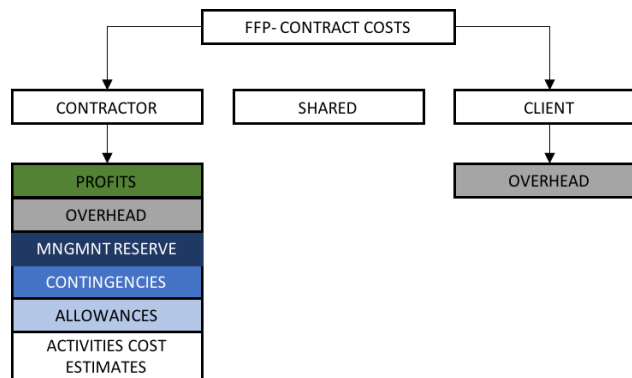 FFP- CONTRACT COSTS
CONTRACTOR
SHARED
CLIENT
PROFITS
OVERHEAD
OVERHEAD
MNGMNT RESERVE
CONTINGENCIES
ALLOWANCES
ACTIVITIES COST
ESTIMATES